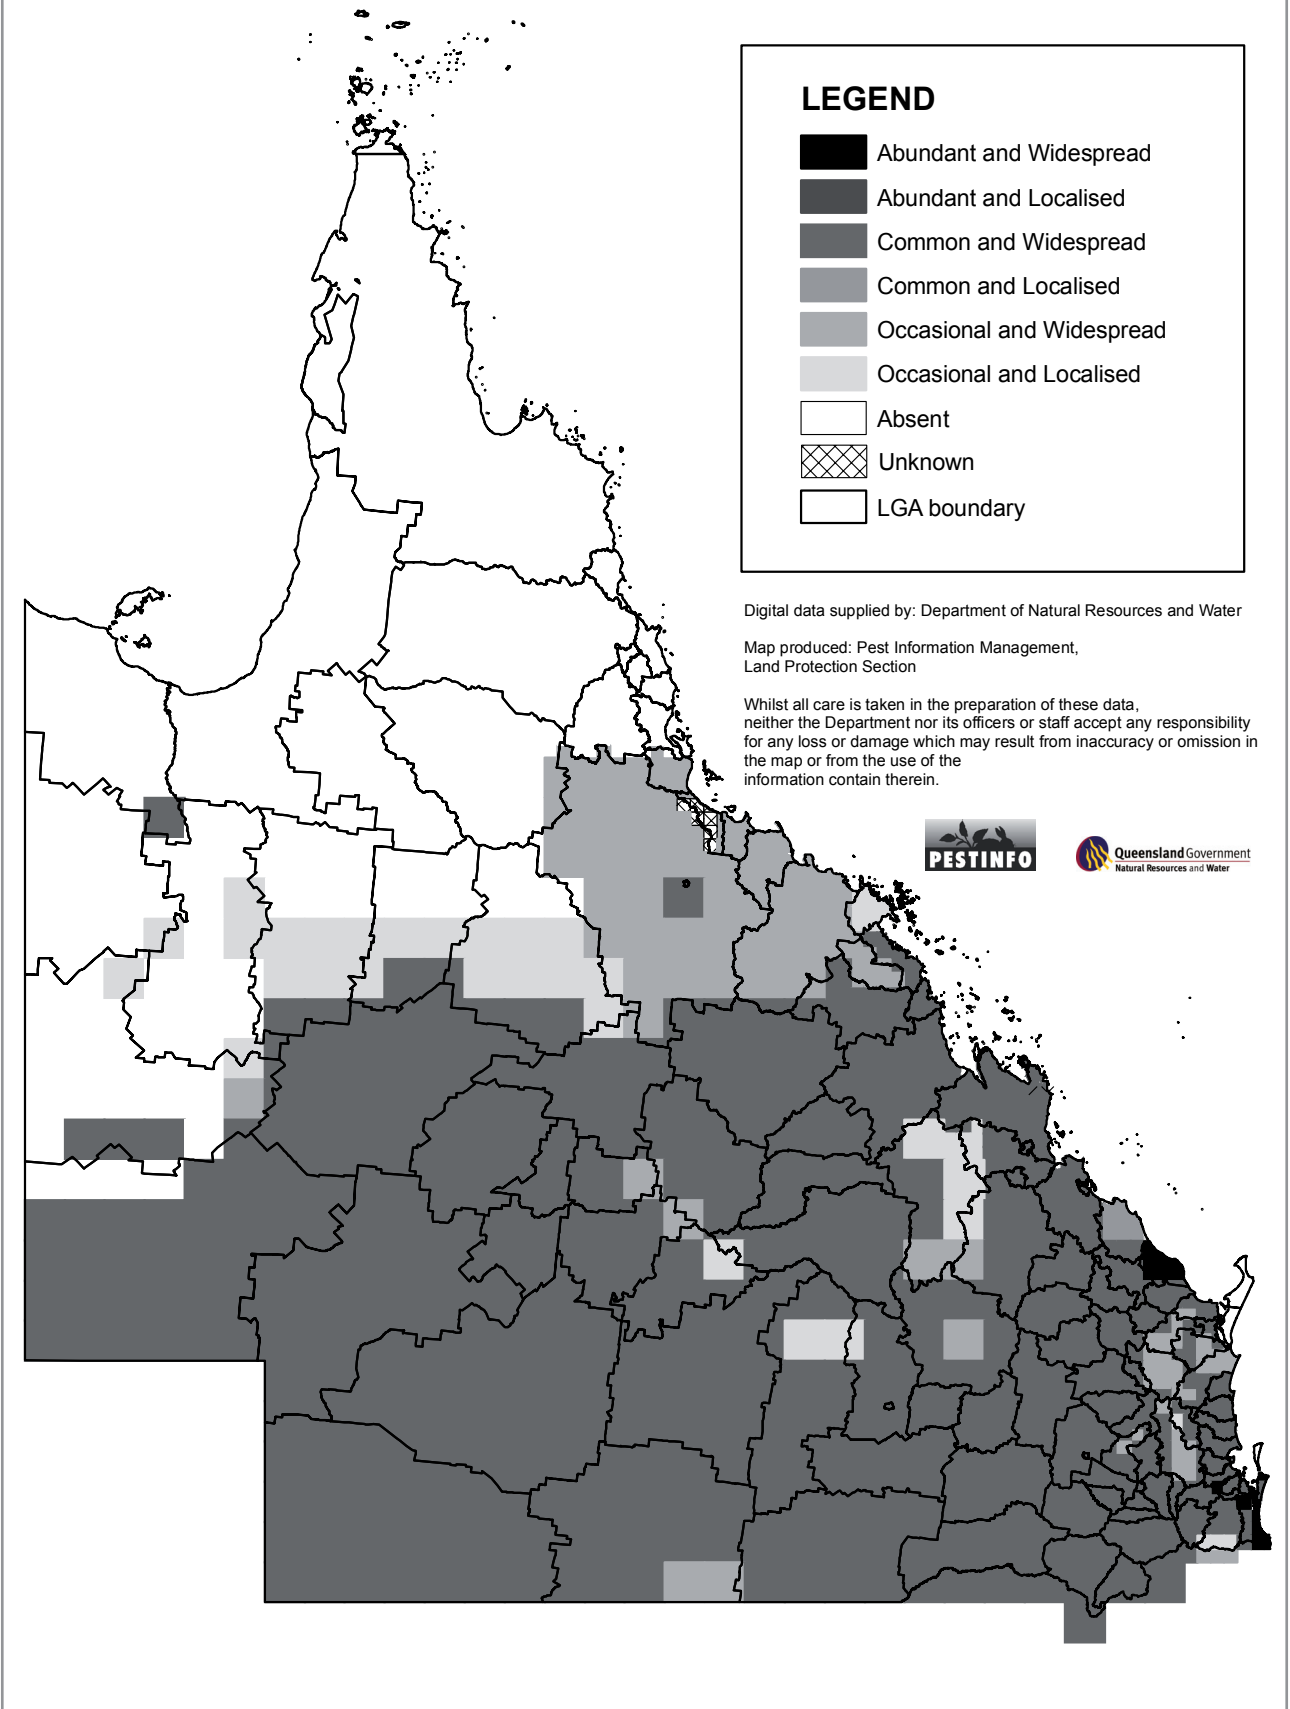 LEGEND
Abundant and Widespread
Abundant and Localised
Common and Widespread
Common and Localised
Occasional and Widespread
Occasional and Localised
Absent
Unknown
LGA boundary
Digital data supplied by: Department of Natural Resources and Water
Map produced: Pest Information Management,
Land Protection Section
Whilst all care is taken in the preparation of these data,
neither the Department nor its officers or staff accept any responsibility
for any loss or damage which may result from inaccuracy or omission in
the map or from the use of the
information contain therein.
PESTINFO
Queensland Government
Natural Resources and Water